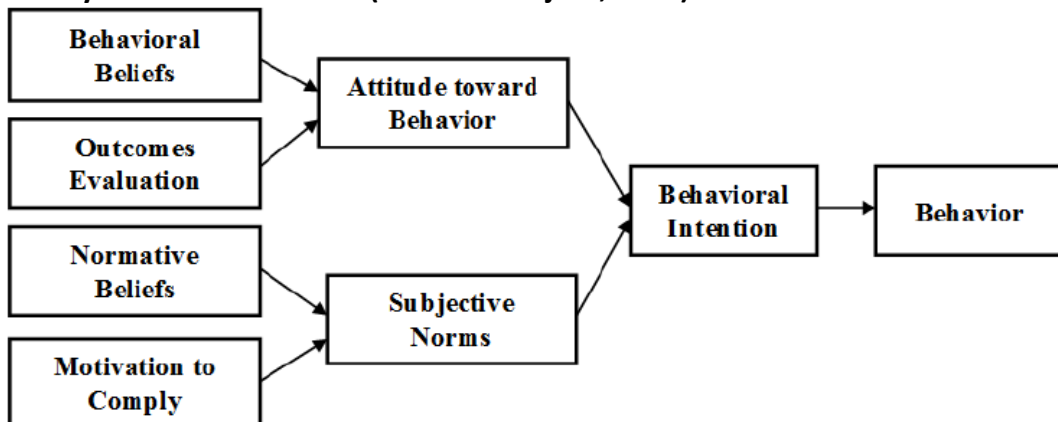 Behavioral
Beliefs
Outcomes
Evaluation
Normative
Beliefs
Motivation to
Comply
Attitude toward
Behavior
Subjective
Norms
Behavioral
Intention
Behavior